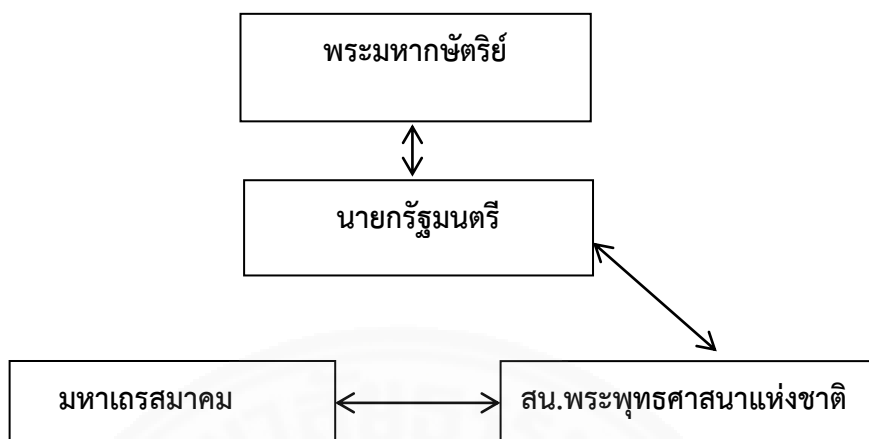 พระมหากษัตริย์
นายกรัฐมนตรี
มหาเถรสมาคม
สน.พระพุทธศาสนาแห่งชาติ